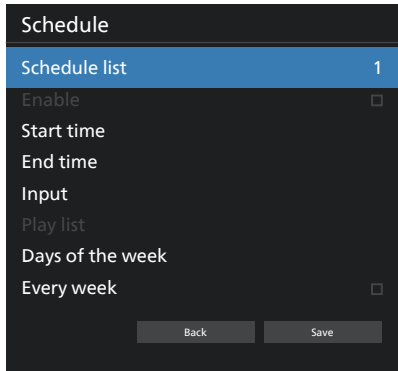 Schedule
Schedule list 1
Enable
Start time
End time
Input
Play list
Days of the week
Every week
Back Save